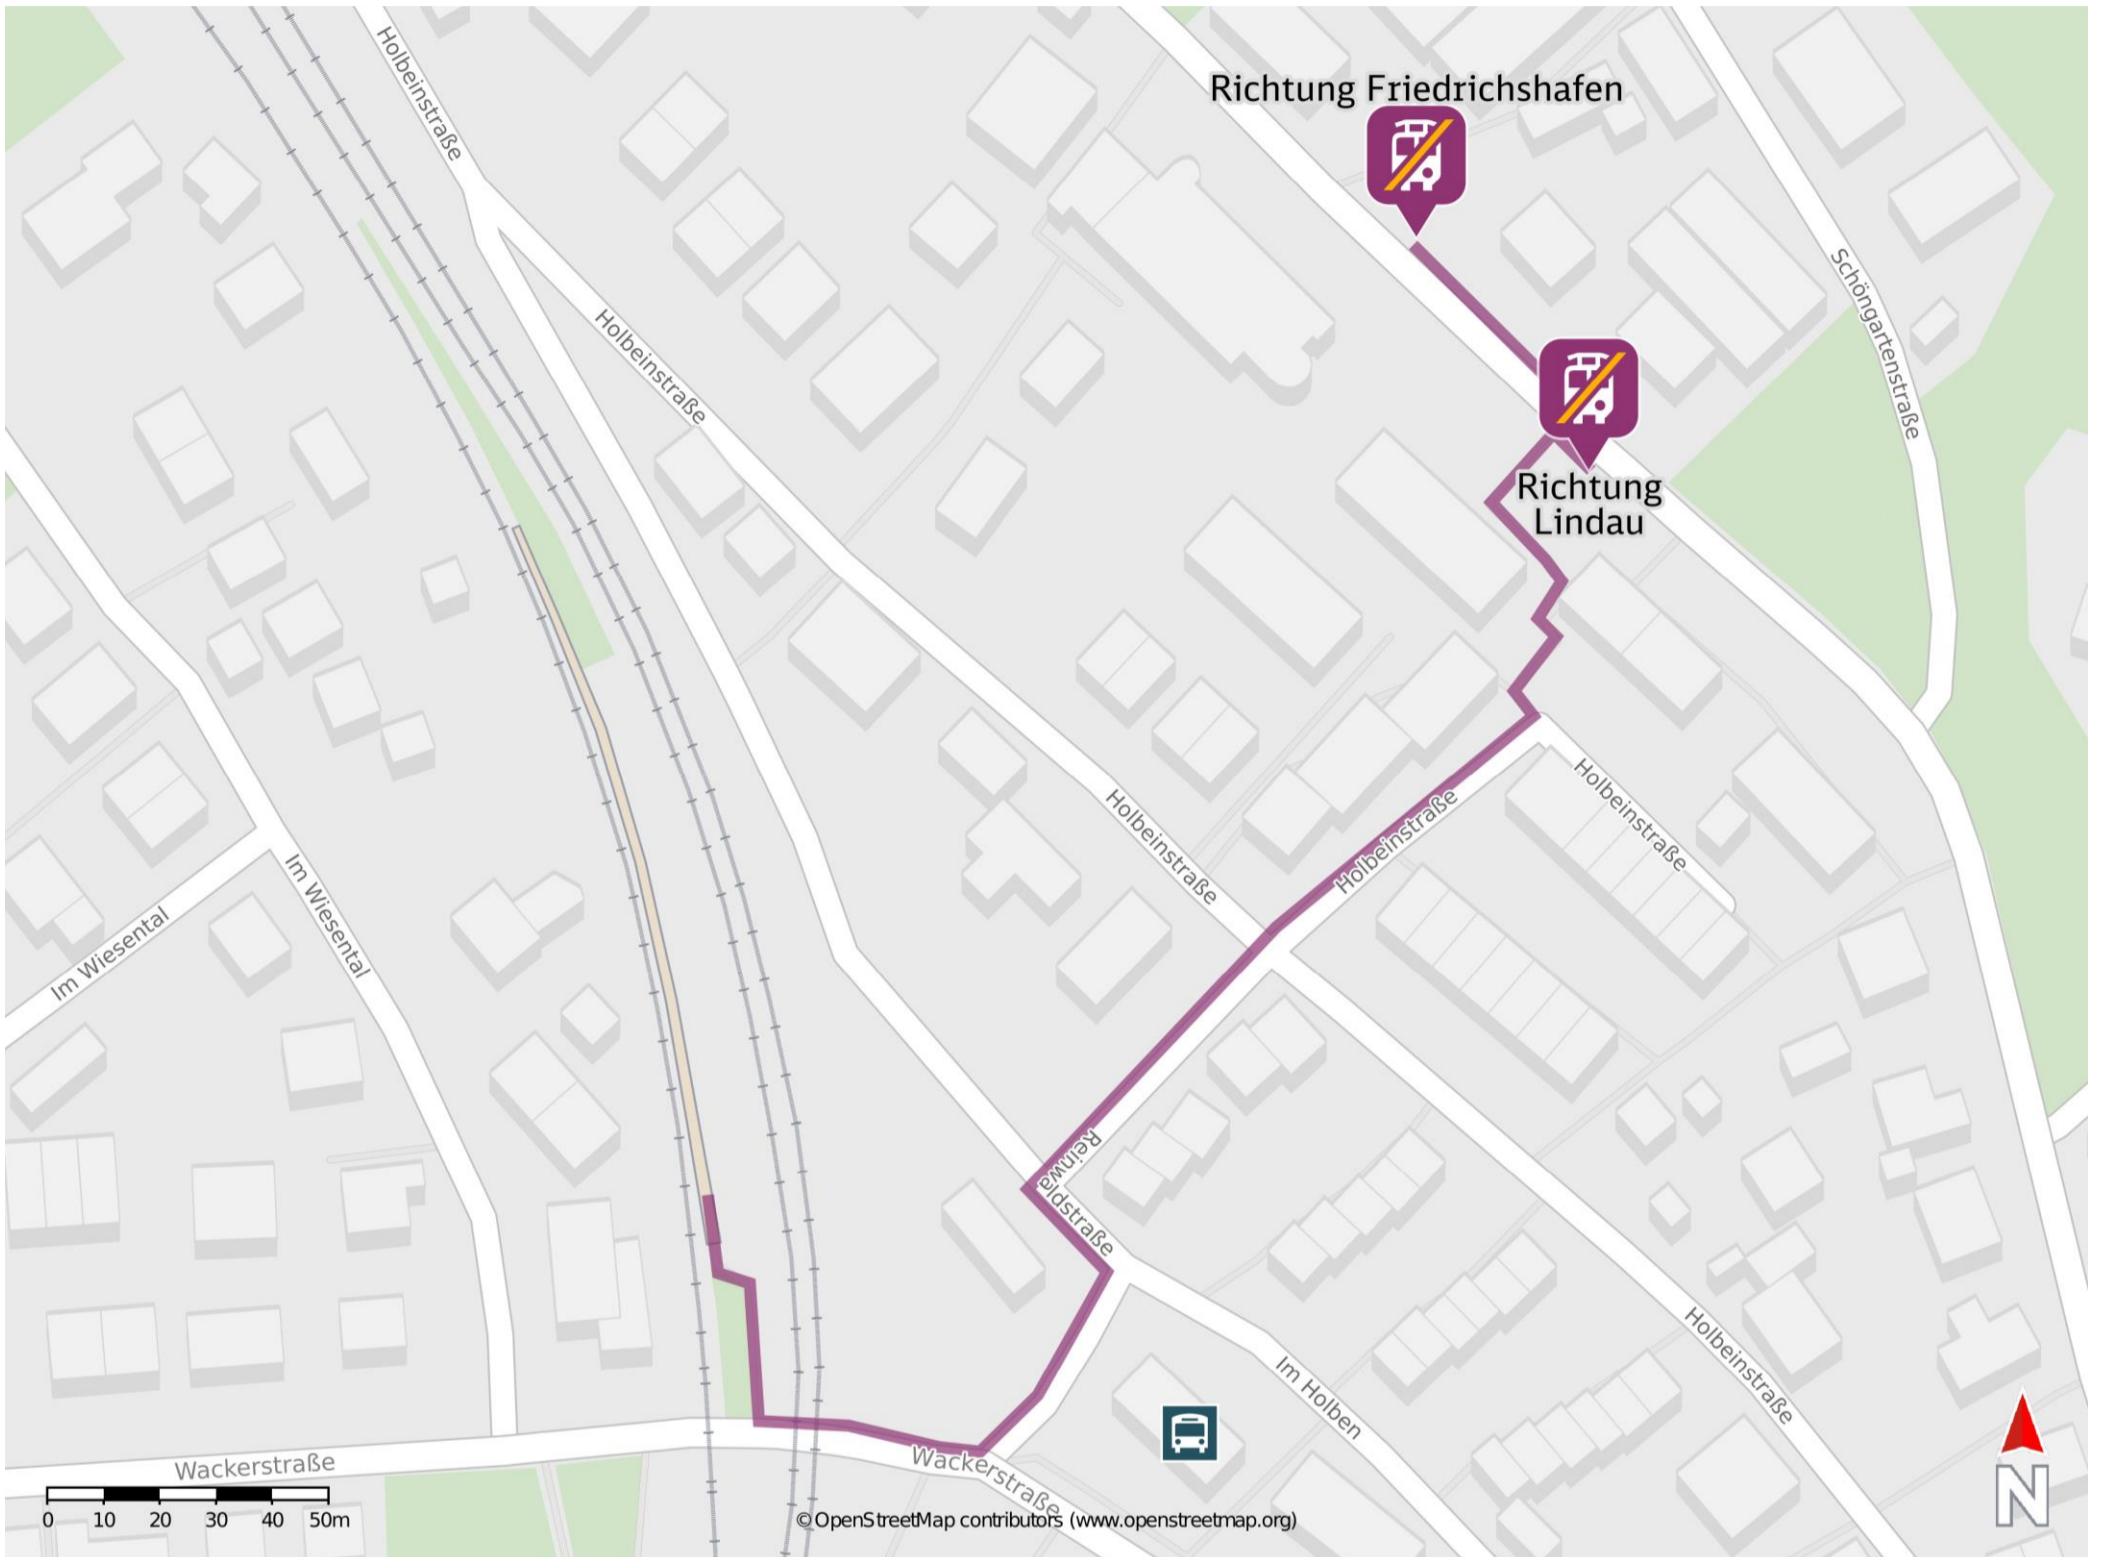 Holbeinstraße
Richtung Friedrichshafen
Schöngartenstraße
Holbeinstraße
Richtung
Lindau
Holbeinstraße
Holbeinstraße
Holbeinstraße
Im Wiesental
Im Wiesental
Reinwaldstraße
Holbeinstraße
Im Holben
Wackerstraße
Wackerstraße
0 10 20 30 40 50m
© OpenStreetMap contributors (www.openstreetmap.org)
N